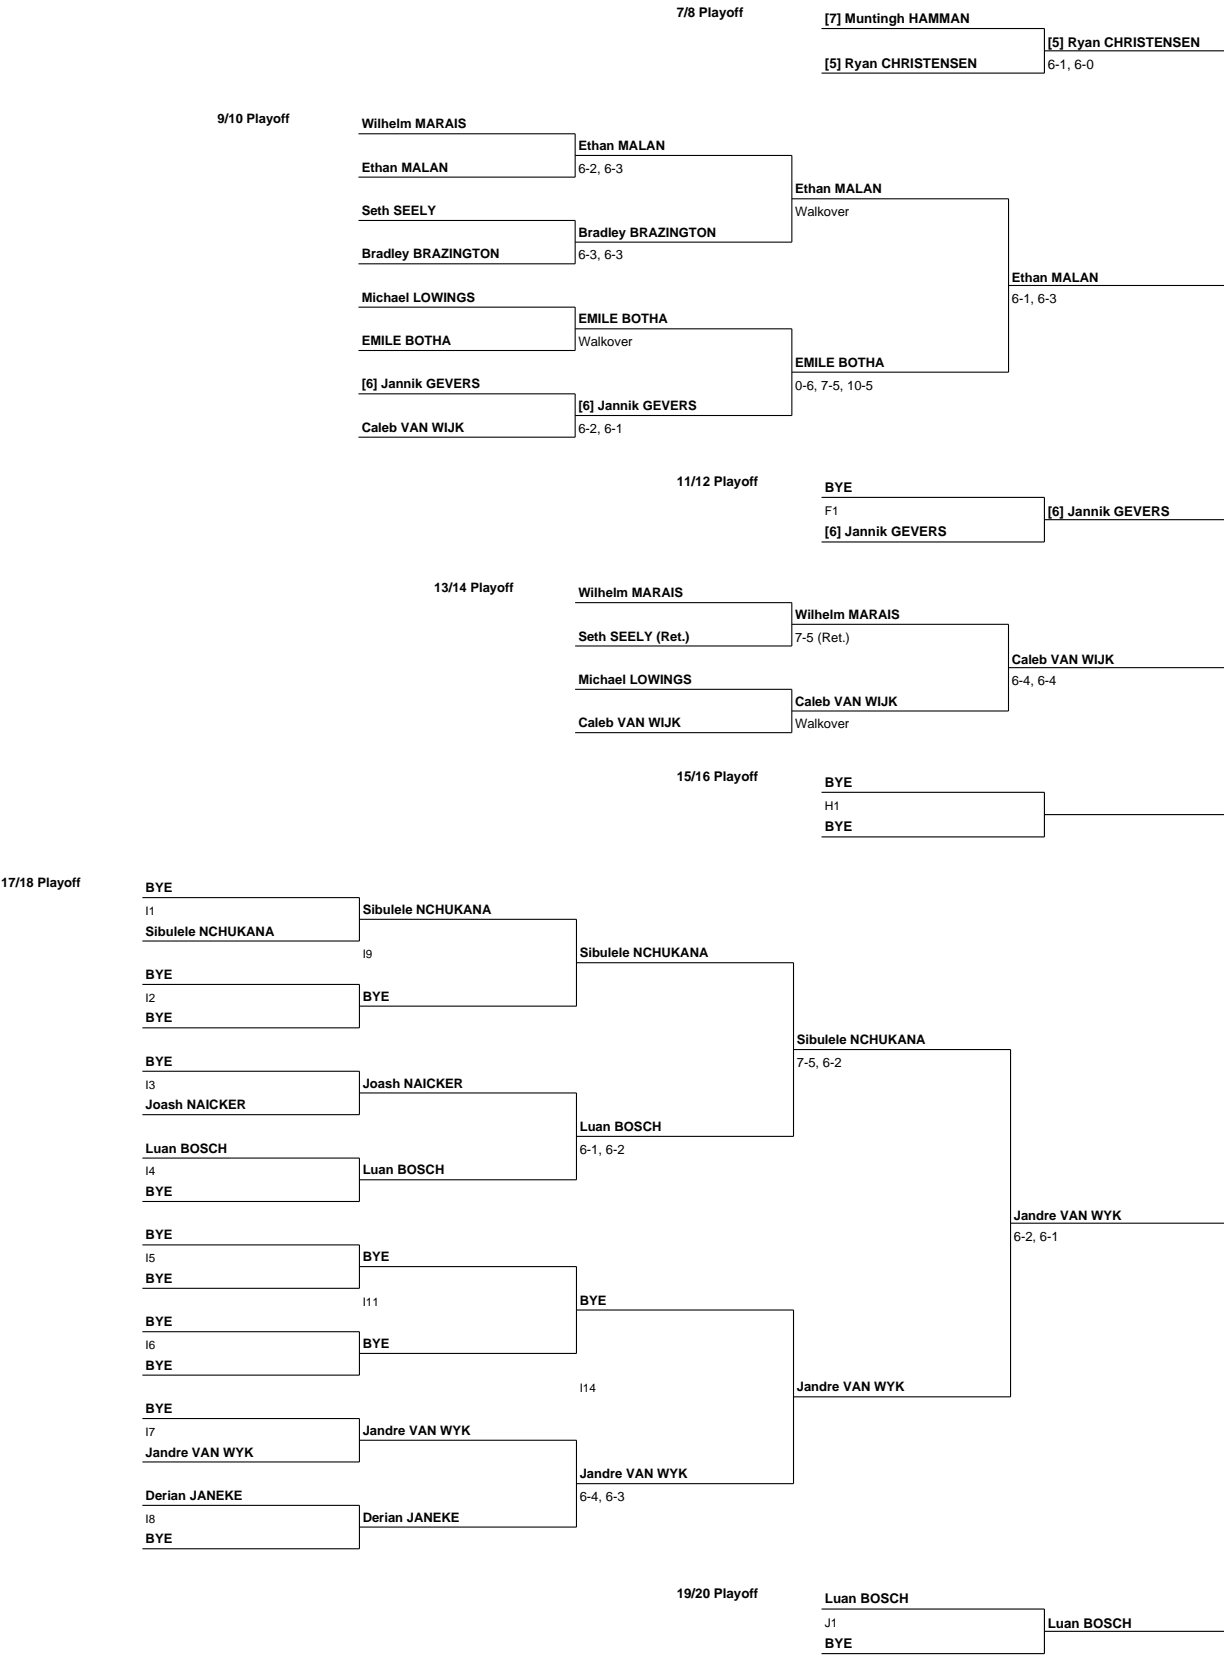 7/8 Playoff
[7] Muntingh HAMMAN
[5] Ryan CHRISTENSEN
[5] Ryan CHRISTENSEN
6-1, 6-0
9/10 Playoff
Wilhelm MARAIS
Ethan MALAN
Ethan MALAN
6-2, 6-3
Ethan MALAN
Walkover
Seth SEELY
Bradley BRAZINGTON
Bradley BRAZINGTON
6-3, 6-3
Ethan MALAN
6-1, 6-3
Michael LOWINGS
EMILE BOTHA
EMILE BOTHA
Walkover
EMILE BOTHA
0-6, 7-5, 10-5
[6] Jannik GEVERS
[6] Jannik GEVERS
Caleb VAN WIJK
6-2, 6-1
11/12 Playoff
BYE
F1
[6] Jannik GEVERS
[6] Jannik GEVERS
13/14 Playoff
Wilhelm MARAIS
Wilhelm MARAIS
Seth SEELY (Ret.)
7-5 (Ret.)
Caleb VAN WIJK
6-4, 6-4
Michael LOWINGS
Caleb VAN WIJK
Caleb VAN WIJK
Walkover
15/16 Playoff
BYE
H1
BYE
17/18 Playoff
BYE
I1
Sibulele NCHUKANA
Sibulele NCHUKANA
I9
Sibulele NCHUKANA
BYE
I2
BYE
BYE
Sibulele NCHUKANA
7-5, 6-2
BYE
I3
Joash NAICKER
Joash NAICKER
Luan BOSCH
6-1, 6-2
Luan BOSCH
I4
Luan BOSCH
BYE
Jandre VAN WYK
6-2, 6-1
BYE
I5
BYE
BYE
I11
BYE
BYE
I6
BYE
BYE
I14
Jandre VAN WYK
BYE
I7
Jandre VAN WYK
Jandre VAN WYK
Jandre VAN WYK
6-4, 6-3
Derian JANEKE
I8
Derian JANEKE
BYE
19/20 Playoff
Luan BOSCH
J1
Luan BOSCH
BYE